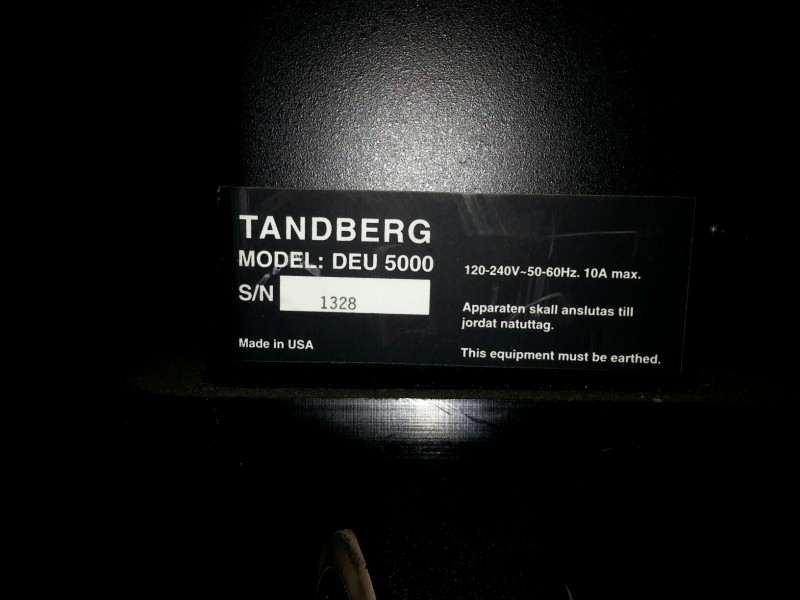 TANDBERG
MODEL: DEU 5000
S/N 1328
Made in USA
120-240V~50-60Hz. 10A max.
Apparaten skall anslutas till
jordat natuttag.
This equipment must be earthed.